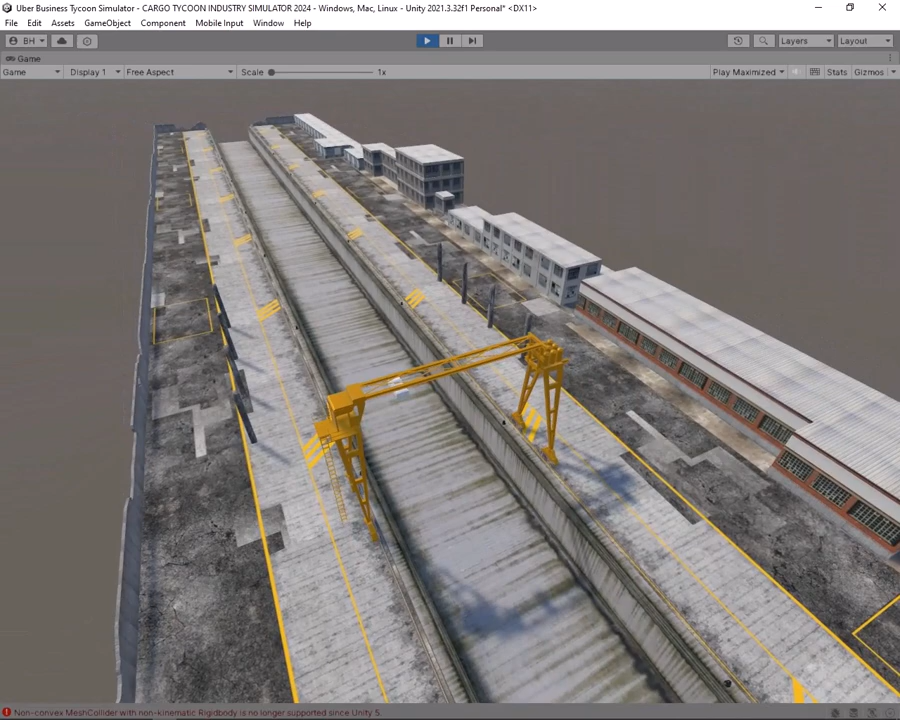 Uber Business Tycoon Simulator - CARGO TYCOON INDUSTRY SIMULATOR 2024 - Windows, Mac, Linux - Unity 2021.3.32f1 Personal* <DX11>
File Edit Assets GameObject Component Mobile Input Window Help
BH Layers Layout
Game
Game Display 1 Free Aspect Scale 1x Play Maximized Stats Gizmos
Non-convex MeshCollider with non-kinematic Rigidbody is no longer supported since Unity 5.